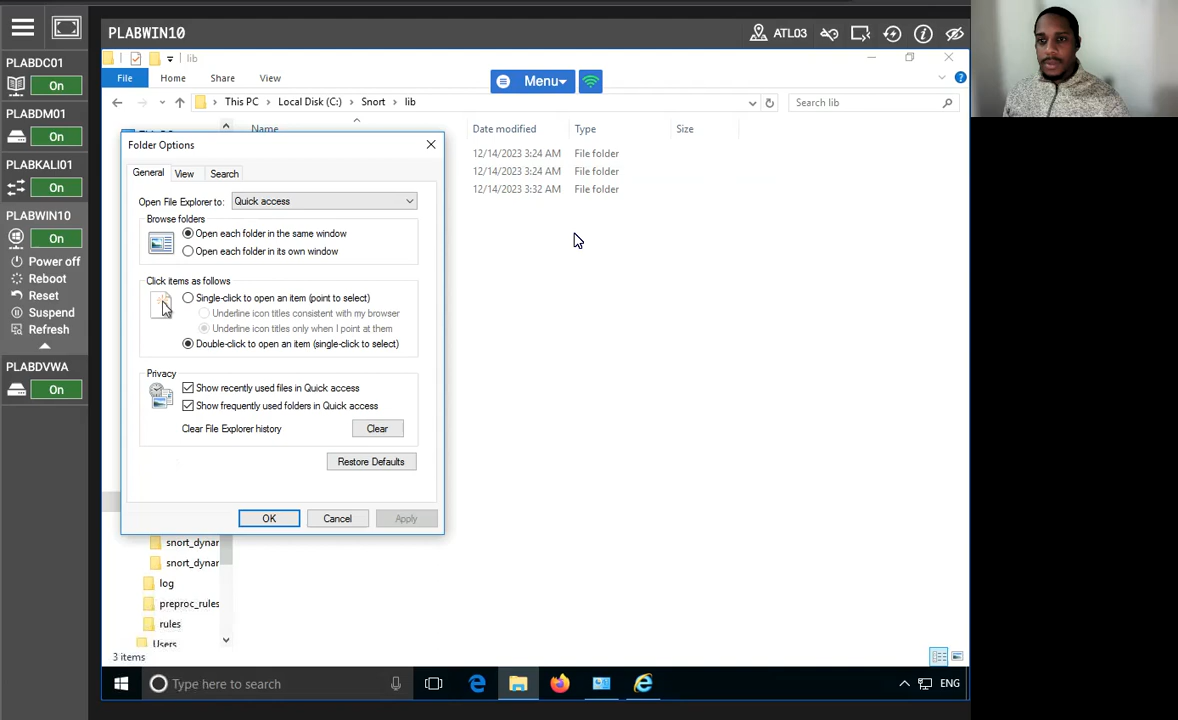 PLABWIN10
ATL03
PLABDC01
On
PLABDM01
On
PLABKALI01
On
PLABWIN10
On
Power off
Reboot
Reset
Suspend
Refresh
PLABDVWA
On
lib
File
Home
Share
View
Menu
This PC
Local Disk (C:)
Snort
lib
Search lib
Name
Date modified
Type
Size
12/14/2023 3:24 AM
File folder
12/14/2023 3:24 AM
File folder
12/14/2023 3:32 AM
File folder
Folder Options
General
View
Search
Open File Explorer to:
Quick access
Browse folders
Open each folder in the same window
Open each folder in its own window
Click items as follows
Single-click to open an item (point to select)
Underline icon titles consistent with my browser
Underline icon titles only when I point at them
Double-click to open an item (single-click to select)
Privacy
Show recently used files in Quick access
Show frequently used folders in Quick access
Clear File Explorer history
Clear
Restore Defaults
OK
Cancel
Apply
snort_dynar
snort_dynar
log
preproc_rules
rules
Users
3 items
Type here to search
ENG